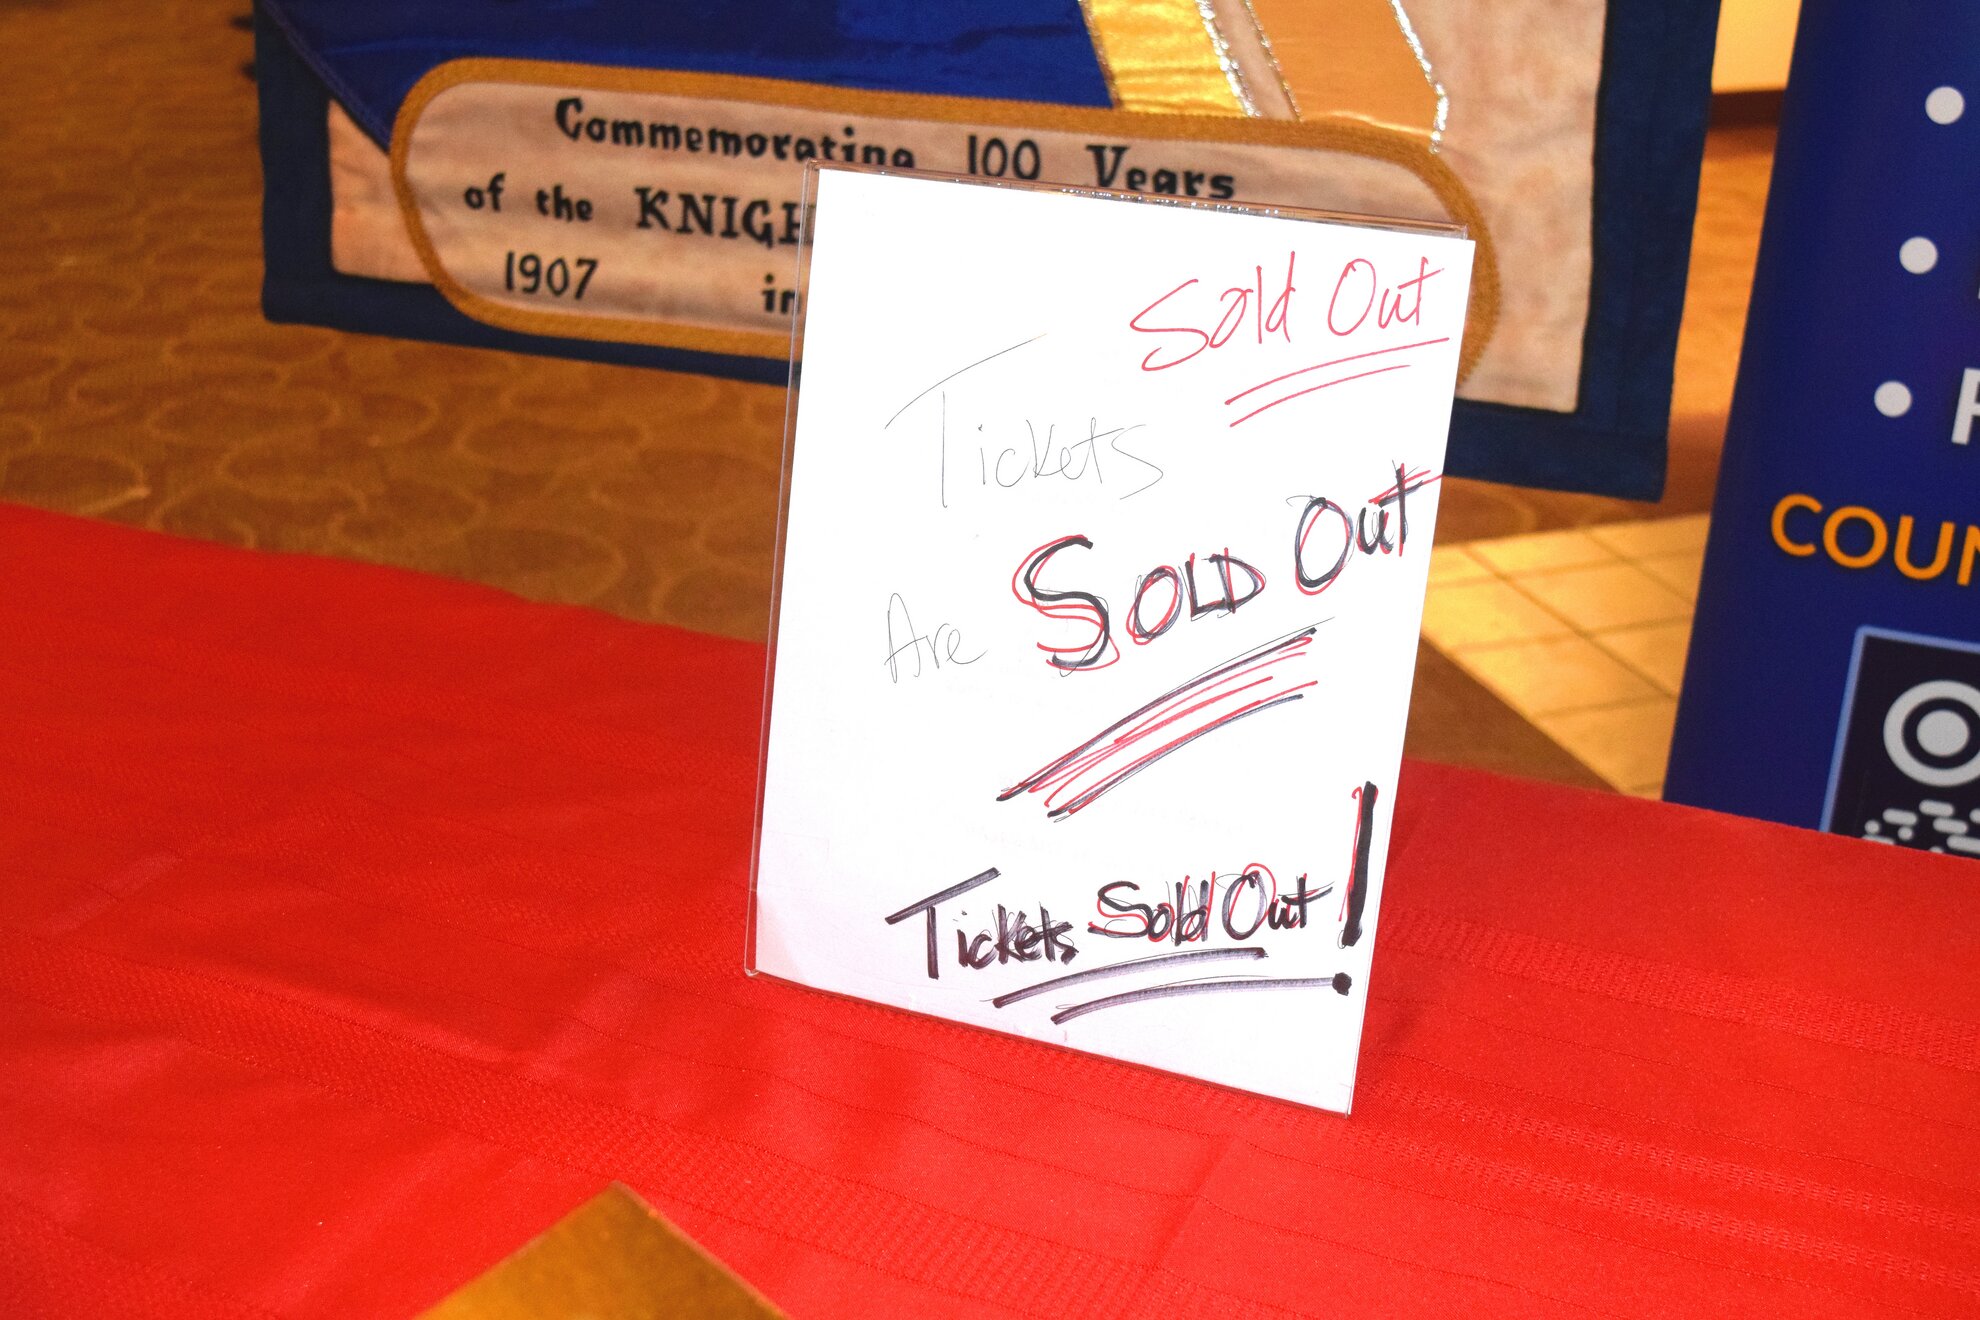 Commemorating 100 Years
of the KNIGH
1907 in
Sold Out
Tickets
Are SOLD Out
Tickets Sold Out!
COUN